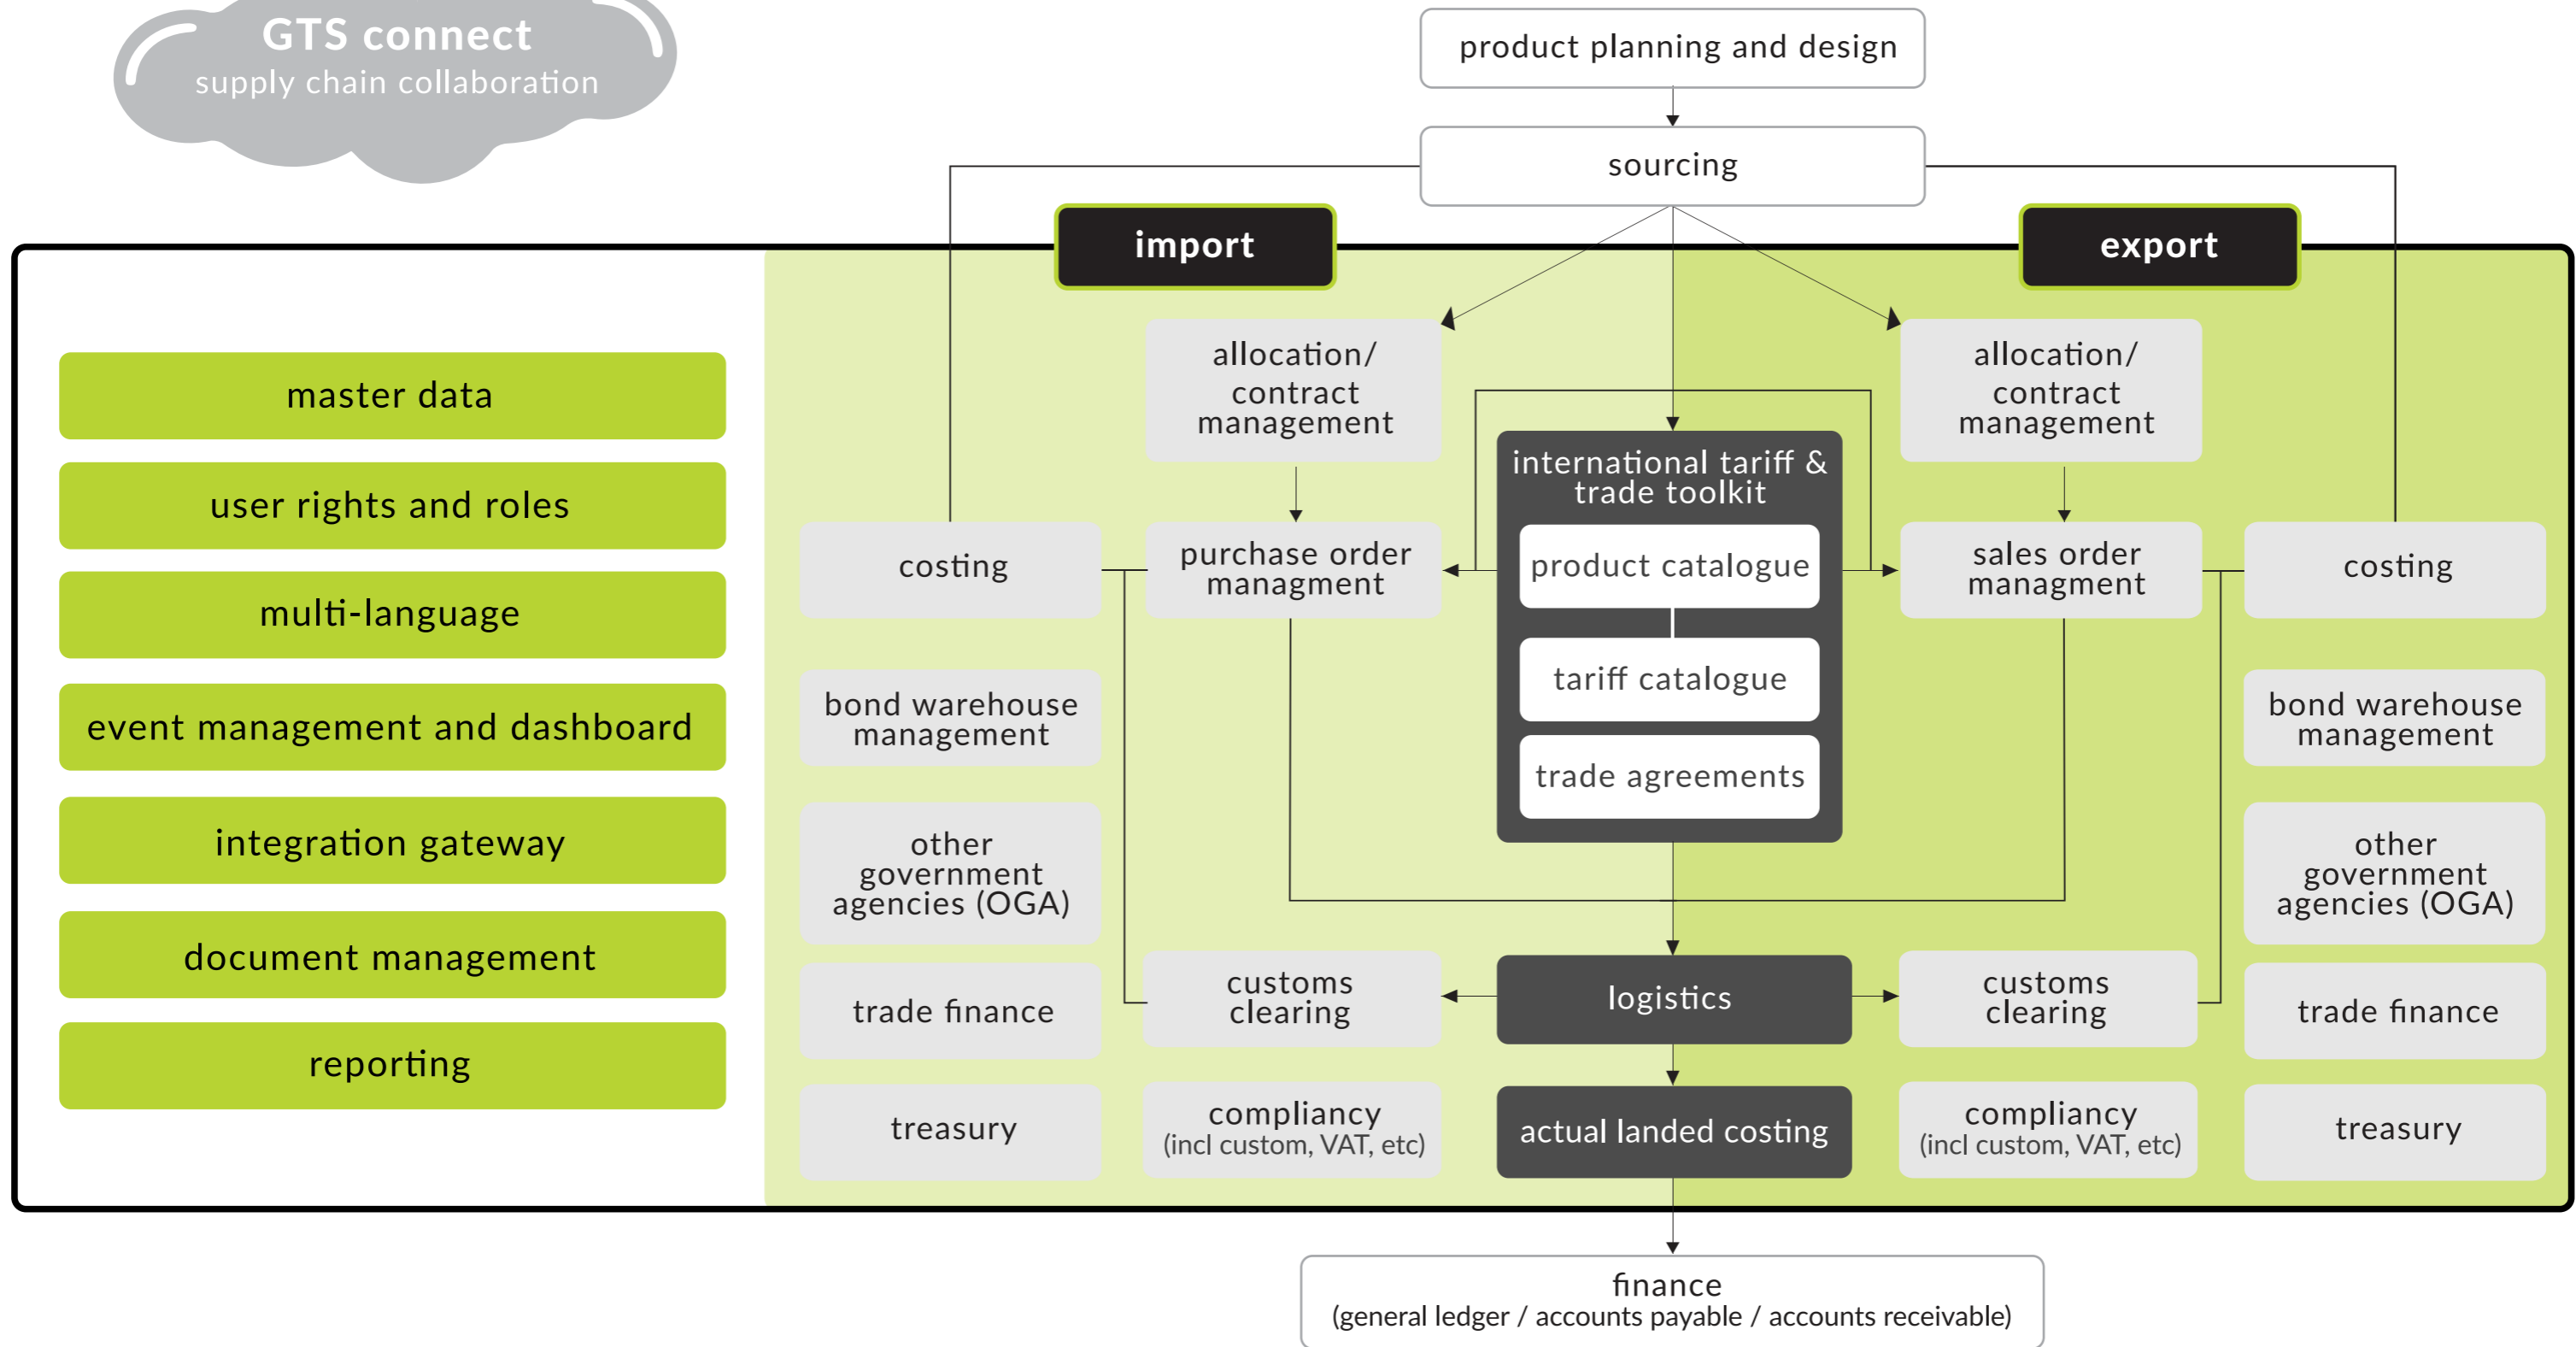 GTS connect
supply chain collaboration
product planning and design
sourcing
import
export
master data
user rights and roles
multi-language
event management and dashboard
integration gateway
document management
reporting
costing
bond warehouse
management
other
government
agencies (OGA)
trade finance
treasury
allocation/
contract
management
purchase order
managment
customs
clearing
compliancy
(incl custom, VAT, etc)
international tariff &
trade toolkit
product catalogue
tariff catalogue
trade agreements
logistics
actual landed costing
allocation/
contract
management
sales order
managment
customs
clearing
compliancy
(incl custom, VAT, etc)
costing
bond warehouse
management
other
government
agencies (OGA)
trade finance
treasury
finance
(general ledger / accounts payable / accounts receivable)